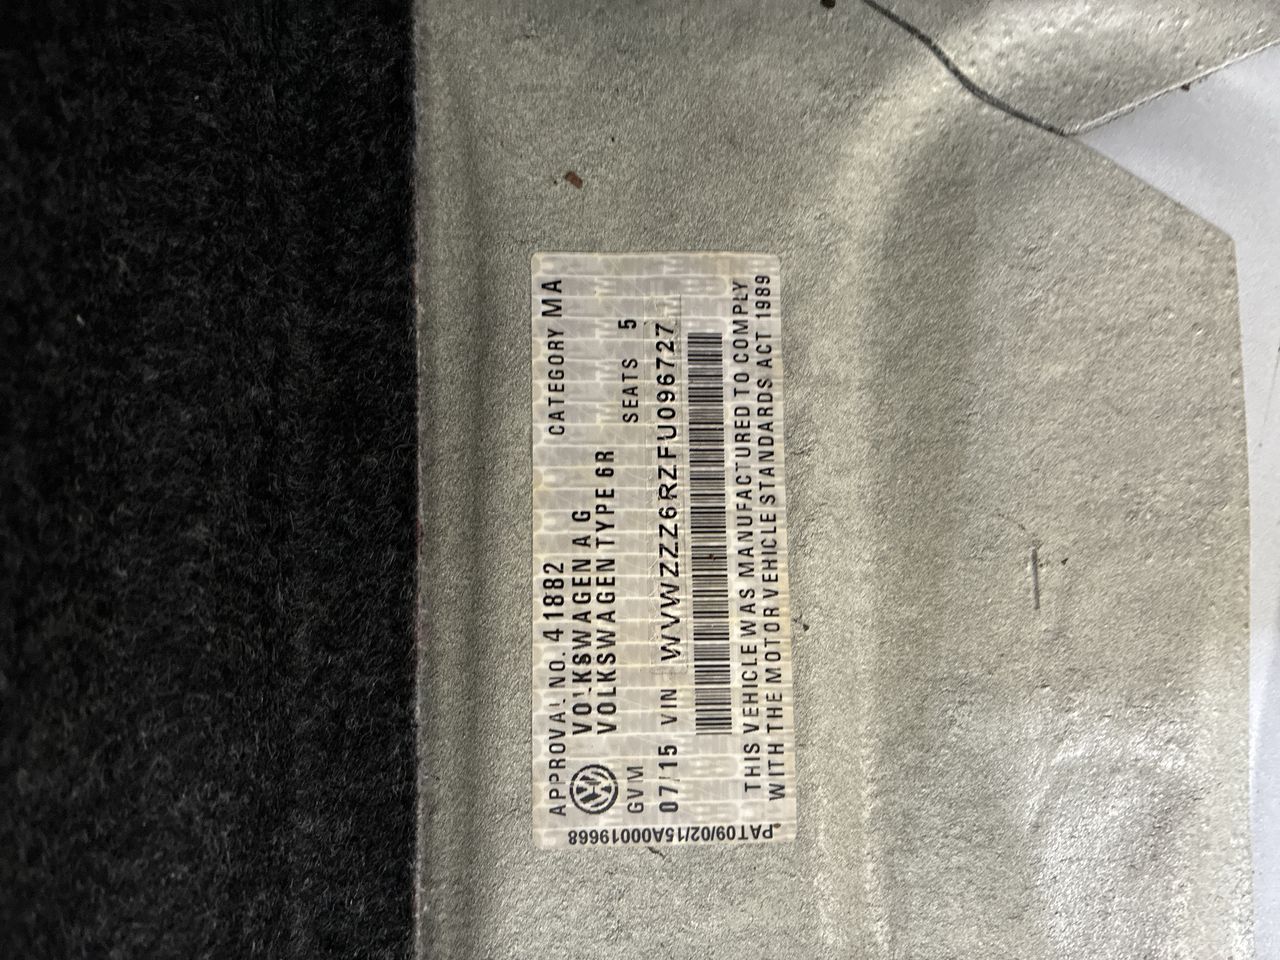 APPROVAL NO. 41882 CATEGORY MA
VOLKSWAGEN AG
VOLKSWAGEN TYPE 6R
GVM SEATS 5
07/15 VIN WVWZZZ6RZFU096727
THIS VEHICLE WAS MANUFACTURED TO COMPLY
WITH THE MOTOR VEHICLE STANDARDS ACT 1989
PAT09/02/15A00019668